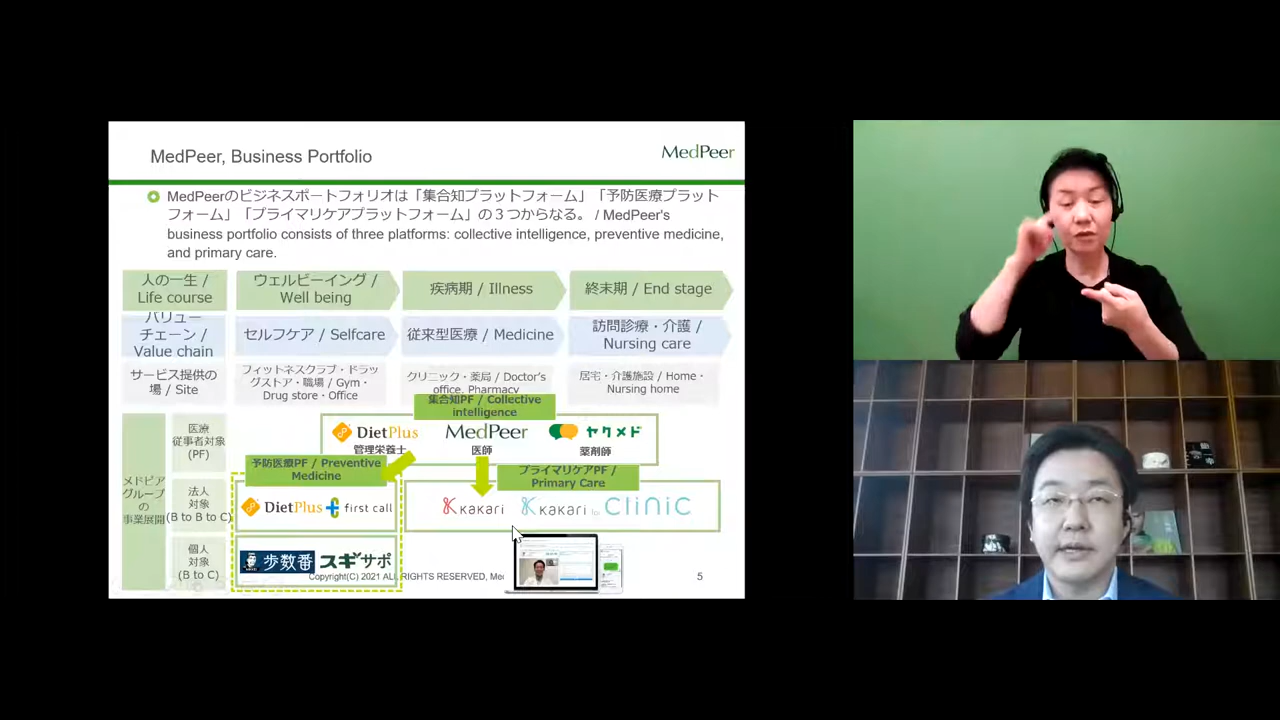 MedPeer, Business Portfolio
MedPeer
MedPeerのビジネスポートフォリオは「集合知プラットフォーム」「予防医療プラット
フォーム」「プライマリケアプラットフォーム」の３つからなる。 / MedPeer's
business portfolio consists of three platforms: collective intelligence, preventive medicine,
and primary care.
人の一生 /
Life course
ウェルビーイング /
Well being
疾病期 / Illness
終末期 / End stage
バリュー
チェーン /
Value chain
セルフケア / Selfcare
従来型医療 / Medicine
訪問診療・介護 /
Nursing care
サービス提供の
場 / Site
フィットネスクラブ・ドラッ
グストア・職場 / Gym・
Drug store・Office
クリニック・薬局 / Doctor's
office, Pharmacy
居宅・介護施設 / Home・
Nursing home
集合知PF / Collective
intelligence
メドピア
グループ
の
事業展開
医療
従事者対象
(PF)
DietPlus
管理栄養士
MedPeer
医師
ヤクメド
薬剤師
予防医療PF / Preventive
Medicine
プライマリケアPF /
Primary Care
法人
対象
(B to B to C)
DietPlus
first call
kakari
kakari for CLINIC
個人
対象
(B to C)
歩数番
スギサポ
Copyright(C) 2021 ALL RIGHTS RESERVED, Med
5